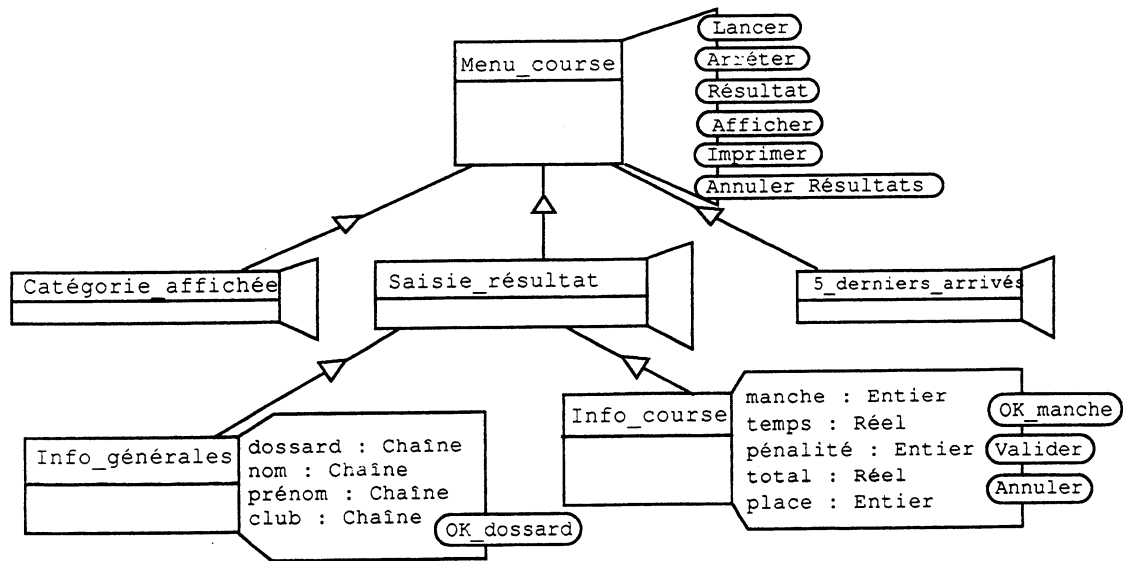 Menu_course
Lancer
Arrêter
Résultat
Afficher
Imprimer
Annuler Résultats
Catégorie_affichée
Saisie_résultat
5_derniers_arrivés
Info_générales
dossard : Chaîne
nom : Chaîne
prénom : Chaîne
club : Chaîne
OK_dossard
Info_course
manche : Entier
temps : Réel
pénalité : Entier
total : Réel
place : Entier
OK_manche
Valider
Annuler